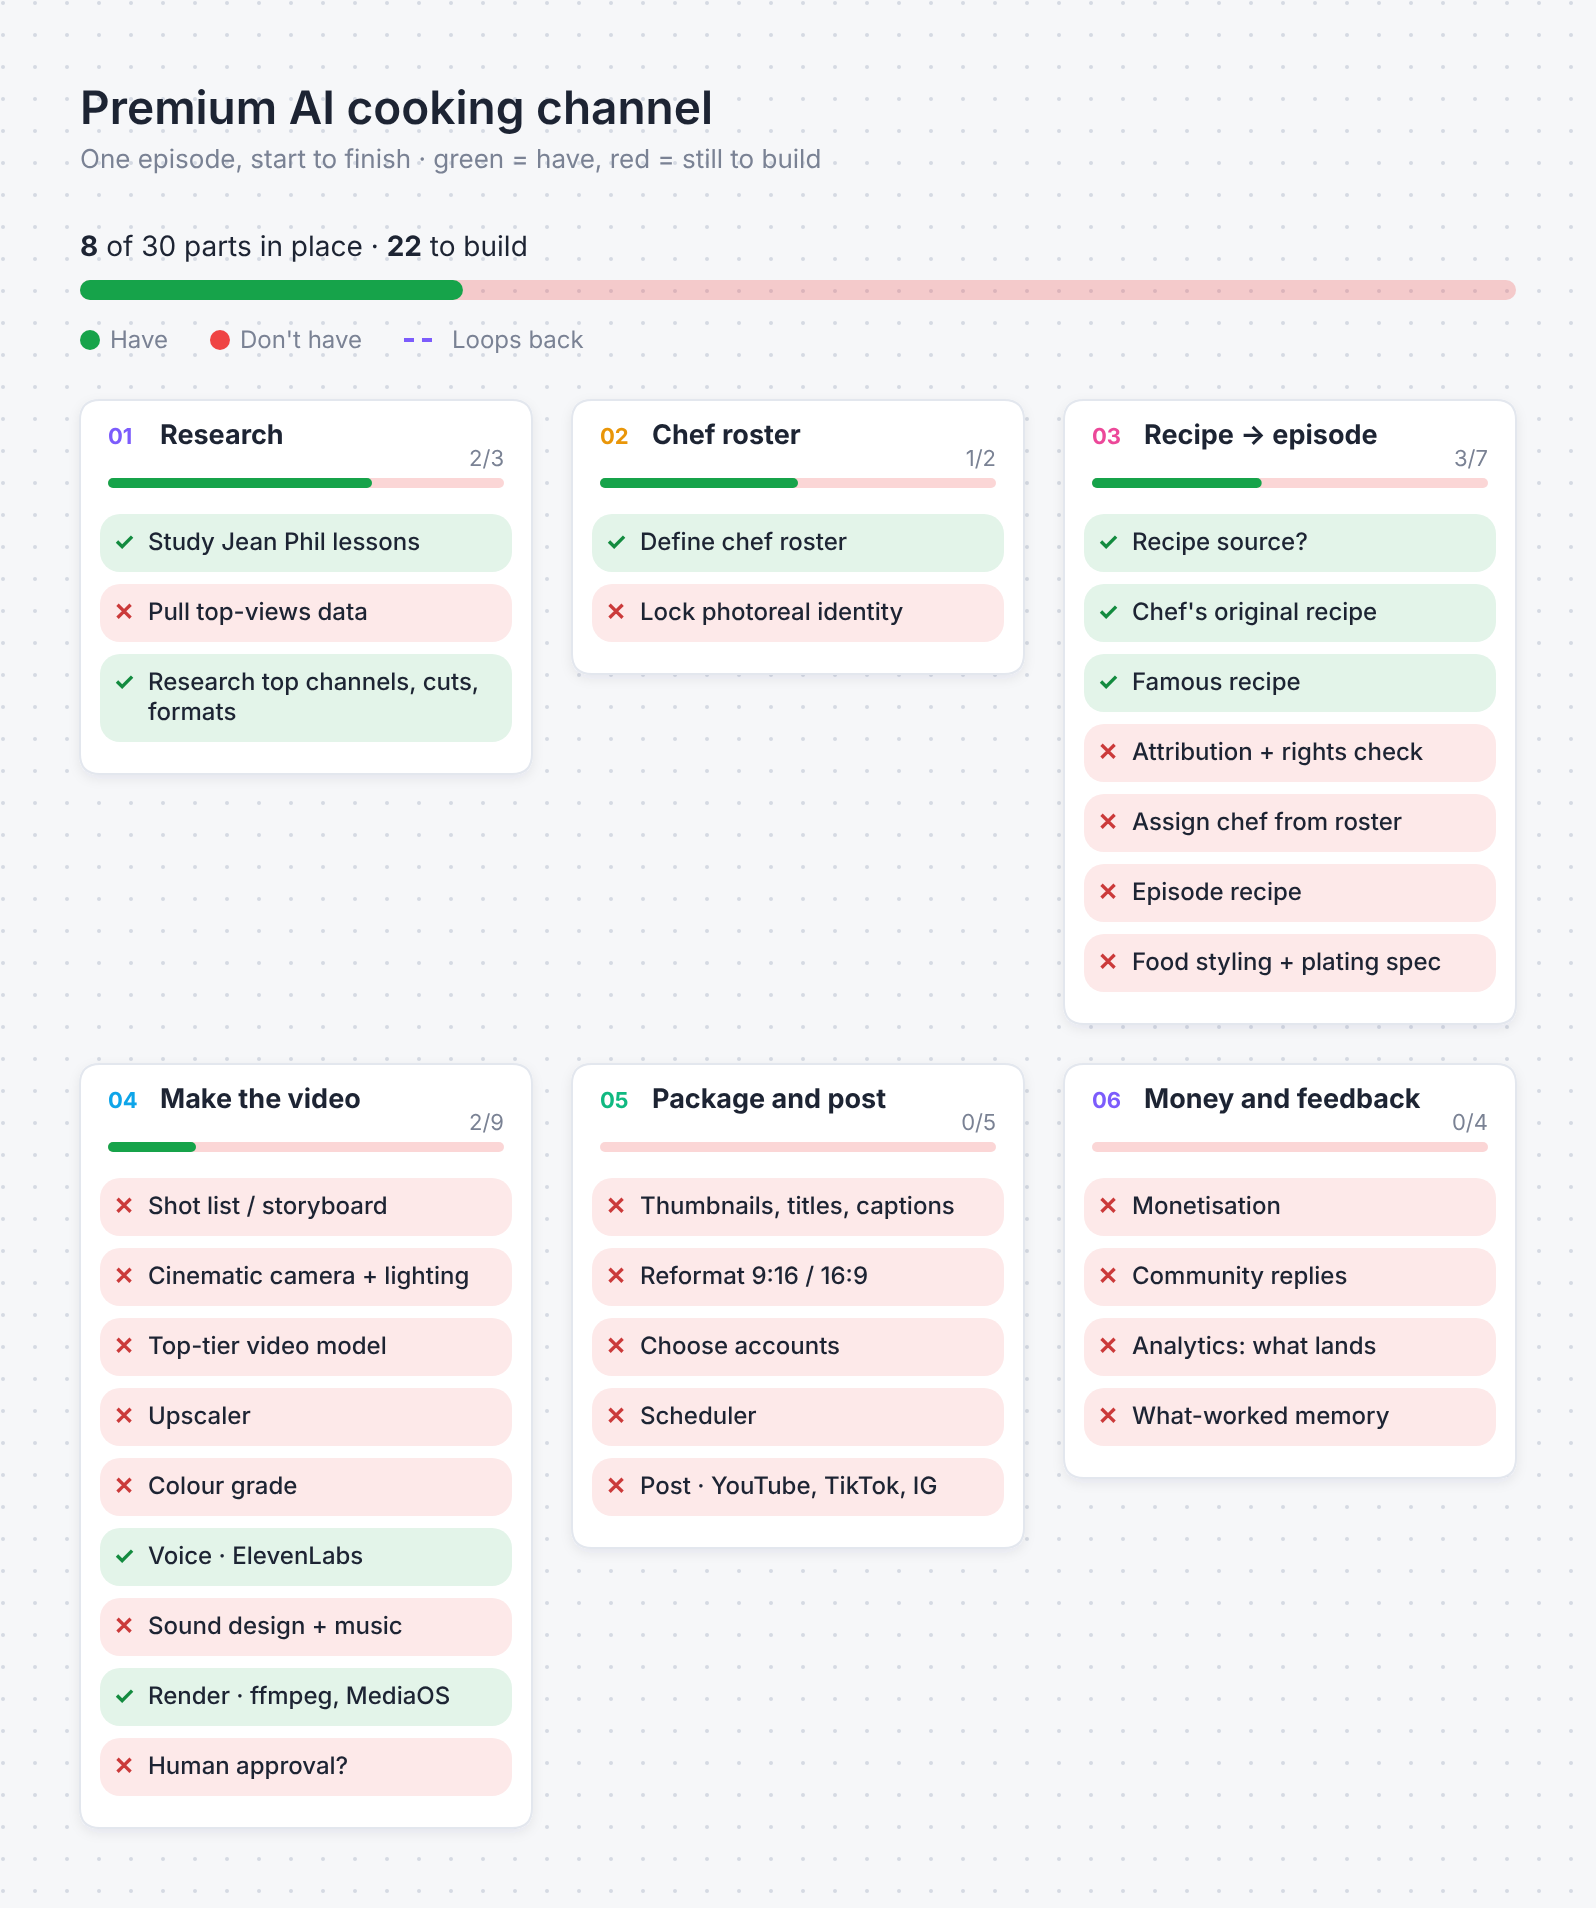 Premium AI cooking channel
One episode, start to finish · green = have, red = still to build
8 of 30 parts in place · 22 to build
Have
Don't have
Loops back
01 Research
2/3
✓ Study Jean Phil lessons
✕ Pull top-views data
✓ Research top channels, cuts,
formats
02 Chef roster
1/2
✓ Define chef roster
✕ Lock photoreal identity
03 Recipe → episode
3/7
✓ Recipe source?
✓ Chef's original recipe
✓ Famous recipe
✕ Attribution + rights check
✕ Assign chef from roster
✕ Episode recipe
✕ Food styling + plating spec
04 Make the video
2/9
✕ Shot list / storyboard
✕ Cinematic camera + lighting
✕ Top-tier video model
✕ Upscaler
✕ Colour grade
✓ Voice · ElevenLabs
✕ Sound design + music
✓ Render · ffmpeg, MediaOS
✕ Human approval?
05 Package and post
0/5
✕ Thumbnails, titles, captions
✕ Reformat 9:16 / 16:9
✕ Choose accounts
✕ Scheduler
✕ Post · YouTube, TikTok, IG
06 Money and feedback
0/4
✕ Monetisation
✕ Community replies
✕ Analytics: what lands
✕ What-worked memory